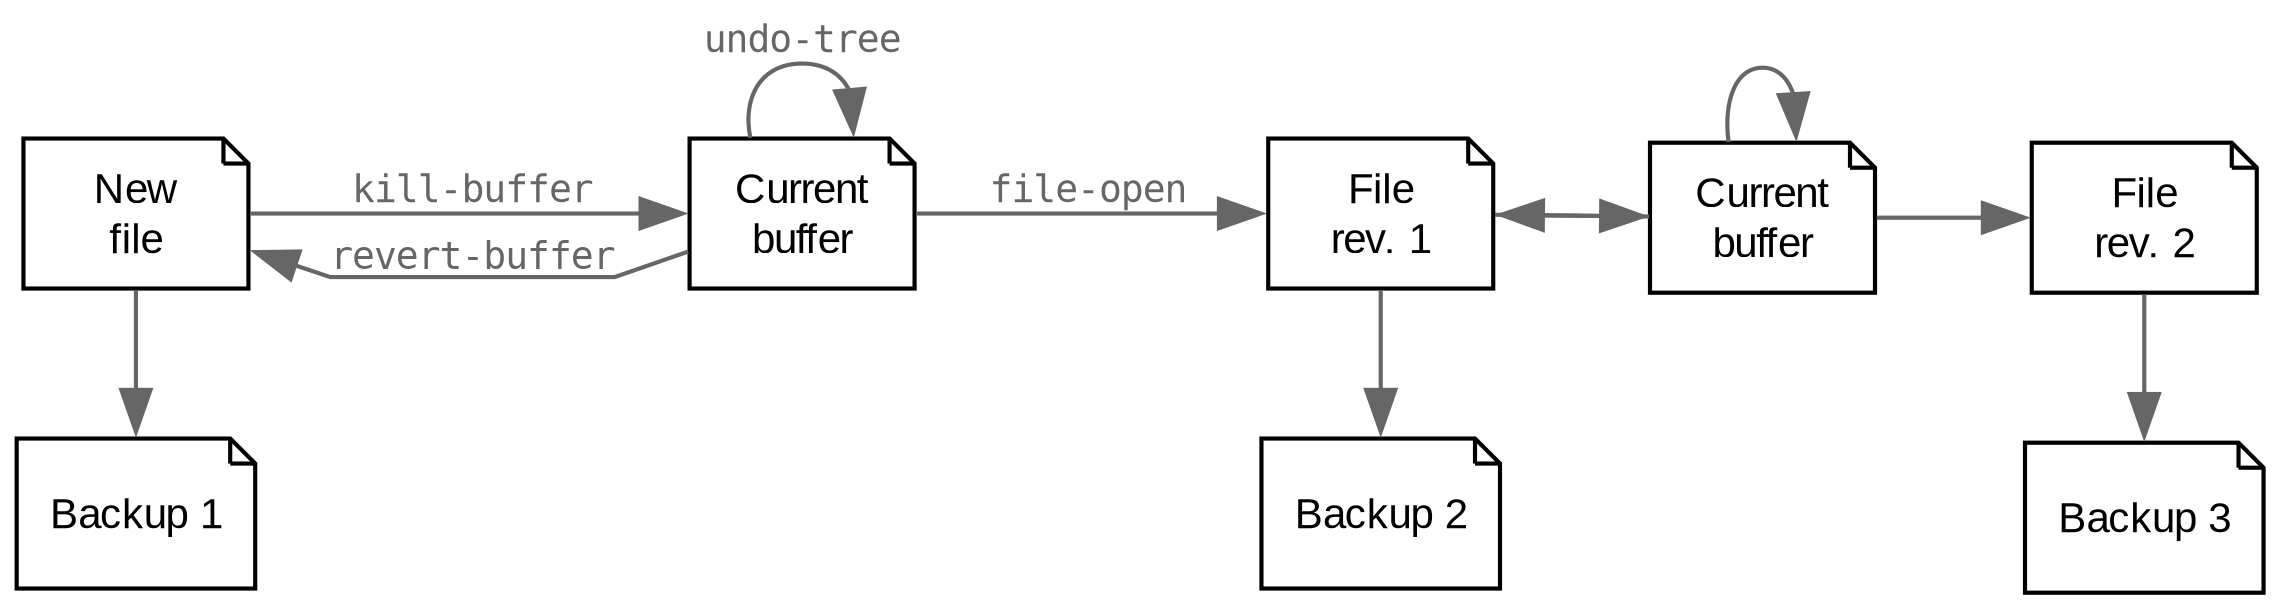 undo-tree
New
file
kill-buffer
revert-buffer
Current
buffer
file-open
File
rev. 1
Current
buffer
File
rev. 2
Backup 1
Backup 2
Backup 3